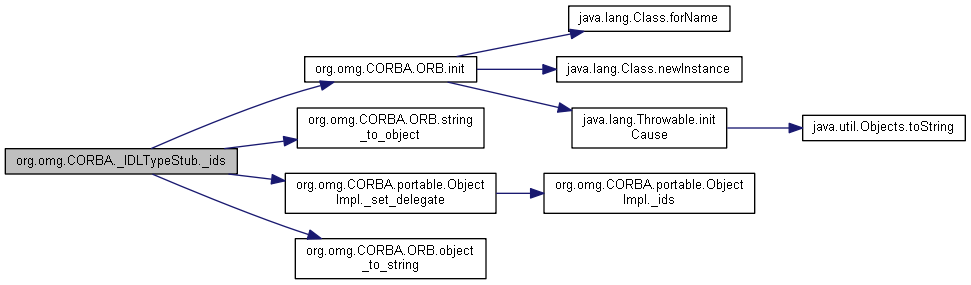 java.lang.Class.forName
org.omg.CORBA.ORB.init
java.lang.Class.newInstance
org.omg.CORBA.ORB.string
_to_object
java.lang.Throwable.init
Cause
java.util.Objects.toString
org.omg.CORBA._IDLTypeStub._ids
org.omg.CORBA.portable.Object
Impl._set_delegate
org.omg.CORBA.portable.Object
Impl._ids
org.omg.CORBA.ORB.object
_to_string